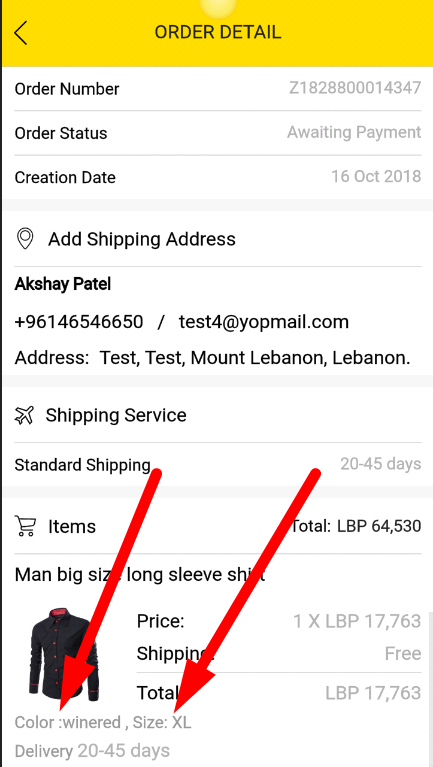 ORDER DETAIL
Order Number Z1828800014347
Order Status Awaiting Payment
Creation Date 16 Oct 2018
Add Shipping Address
Akshay Patel
+96146546650 / test4@yopmail.com
Address: Test, Test, Mount Lebanon, Lebanon.
Shipping Service
Standard Shipping 20-45 days
Items Total: LBP 64,530
Man big size long sleeve shirt
Price: 1 X LBP 17,763
Shipping: Free
Total: LBP 17,763
Color :winered , Size: XL
Delivery 20-45 days